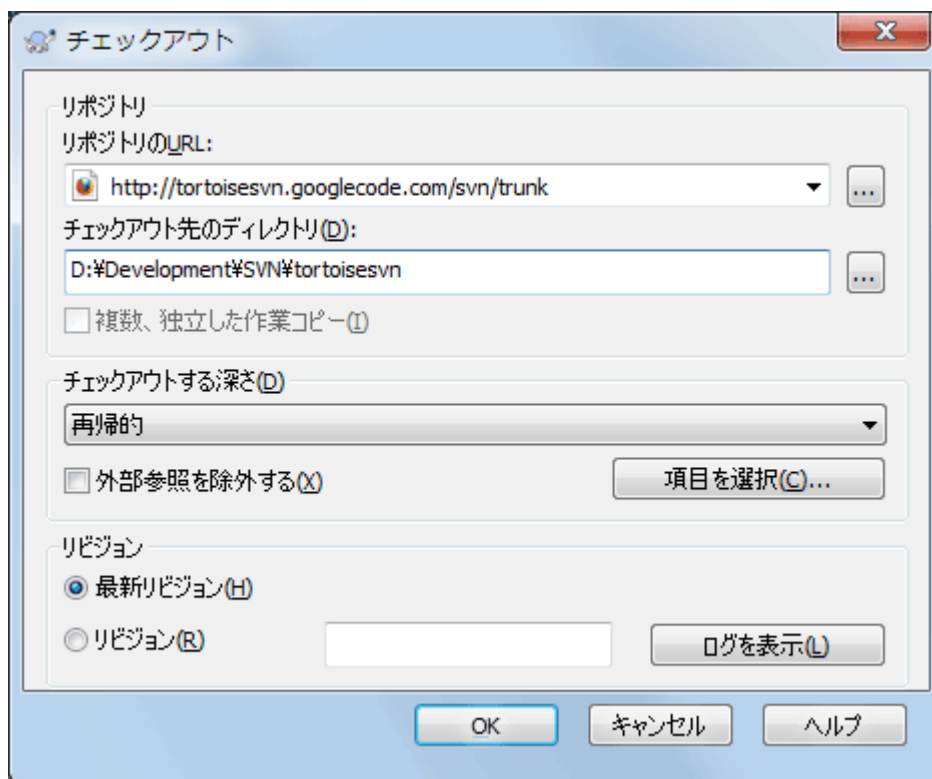 チェックアウト
リポジトリ
リポジトリのURL:
http://tortoisesvn.googlecode.com/svn/trunk
...
チェックアウト先のディレクトリ(D):
D:¥Development¥SVN¥tortoisesvn
...
複数、独立した作業コピー(I)
チェックアウトする深さ(D)
再帰的
外部参照を除外する(X)
項目を選択(C)...
リビジョン
最新リビジョン(H)
リビジョン(R)
ログを表示(L)
OK
キャンセル
ヘルプ